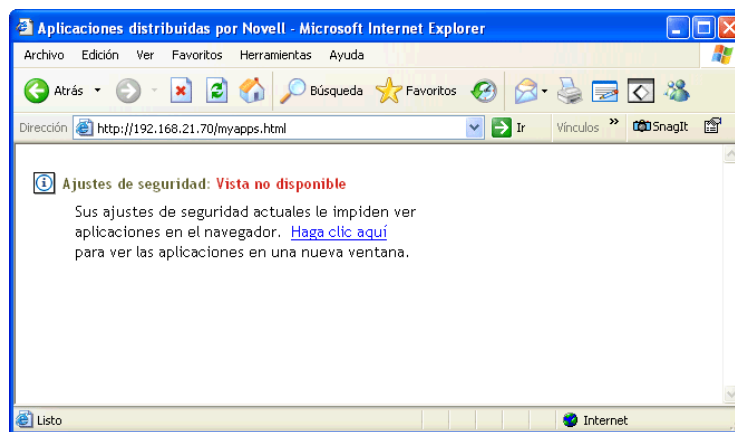 Aplicaciones distribuidas por Novell - Microsoft Internet Explorer
Archivo Edición Ver Favoritos Herramientas Ayuda
Atrás Búsqueda Favoritos
Dirección http://192.168.21.70/myapps.html Ir Vínculos » SnagIt
Ajustes de seguridad: Vista no disponible
Sus ajustes de seguridad actuales le impiden ver
aplicaciones en el navegador. Haga clic aquí
para ver las aplicaciones en una nueva ventana.
Listo Internet